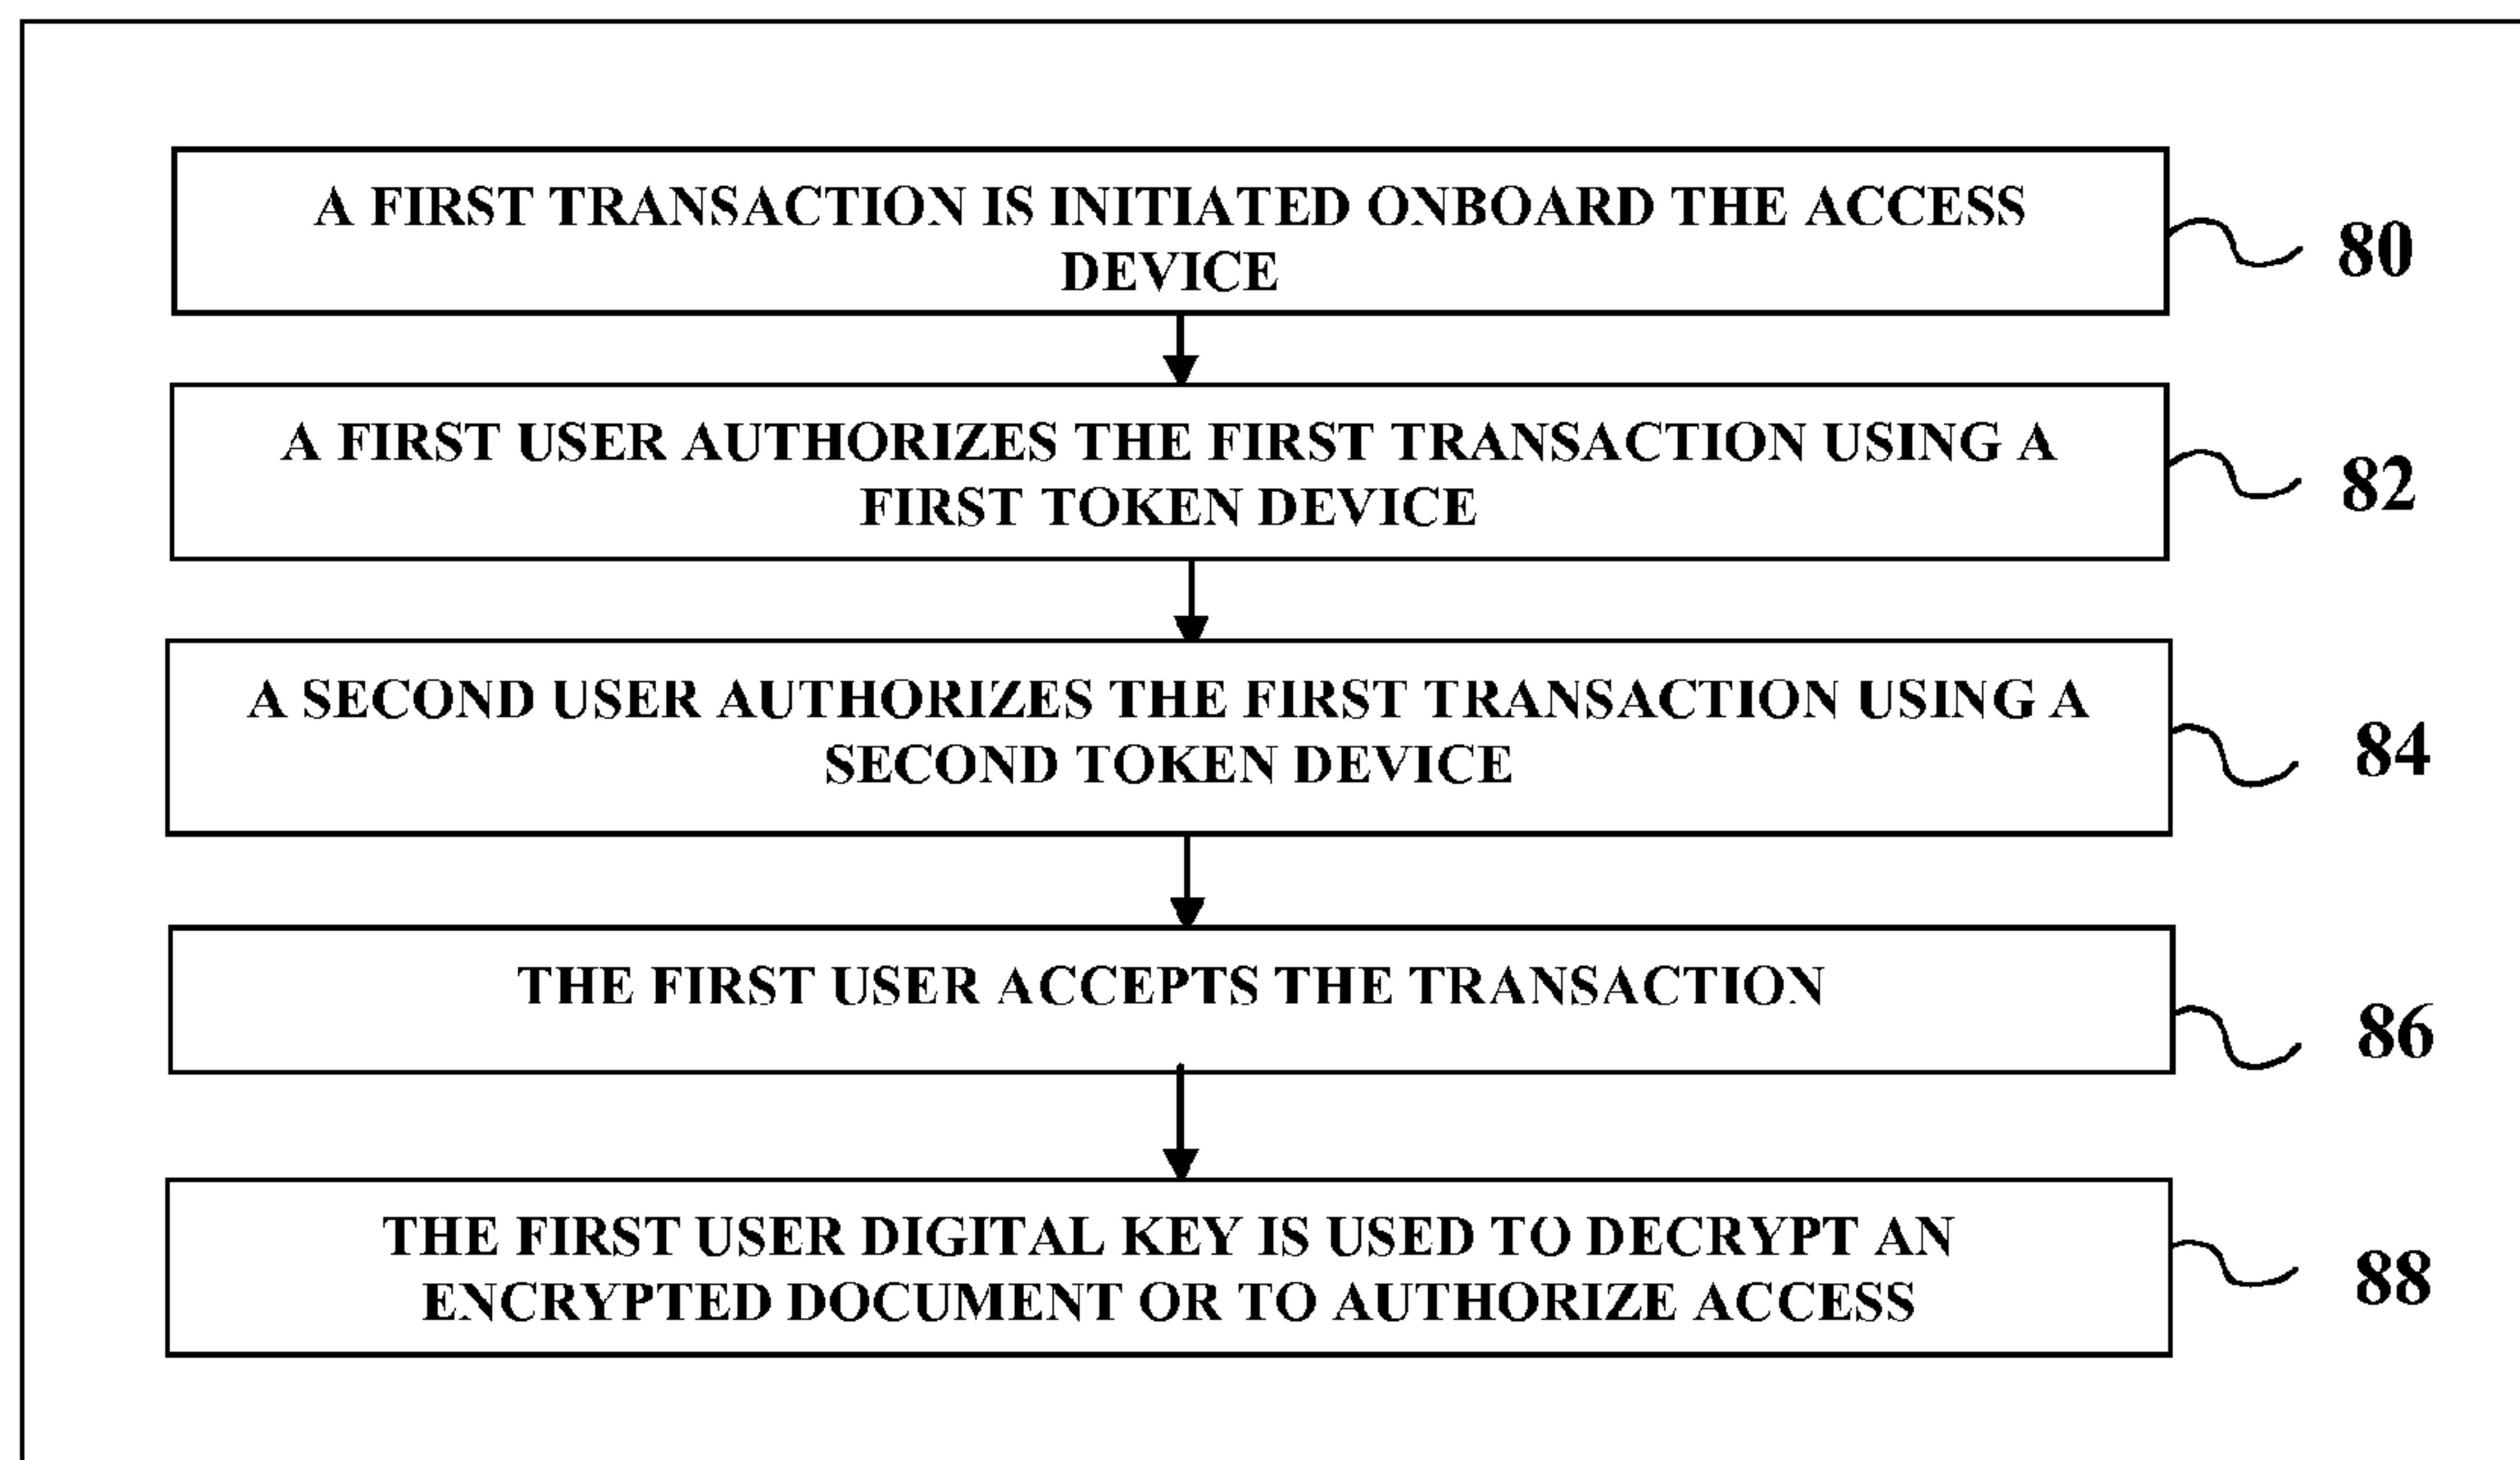 A FIRST TRANSACTION IS INITIATED ONBOARD THE ACCESS
DEVICE
80
A FIRST USER AUTHORIZES THE FIRST TRANSACTION USING A
FIRST TOKEN DEVICE
82
A SECOND USER AUTHORIZES THE FIRST TRANSACTION USING A
SECOND TOKEN DEVICE
84
THE FIRST USER ACCEPTS THE TRANSACTION
86
THE FIRST USER DIGITAL KEY IS USED TO DECRYPT AN
ENCRYPTED DOCUMENT OR TO AUTHORIZE ACCESS
88